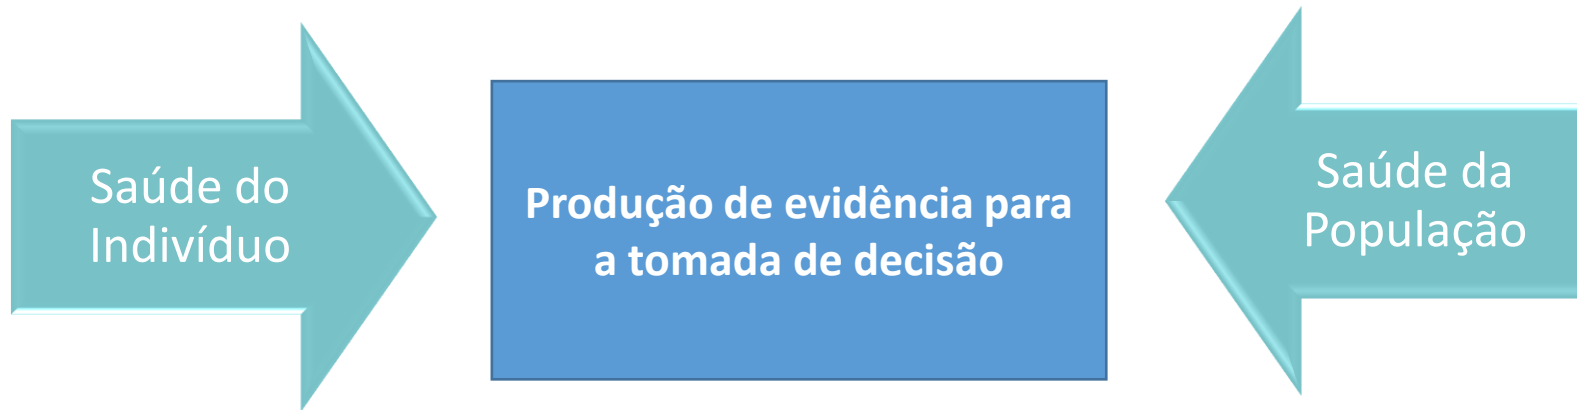 Saúde do
Indivíduo
Produção de evidência para
a tomada de decisão
Saúde da
População